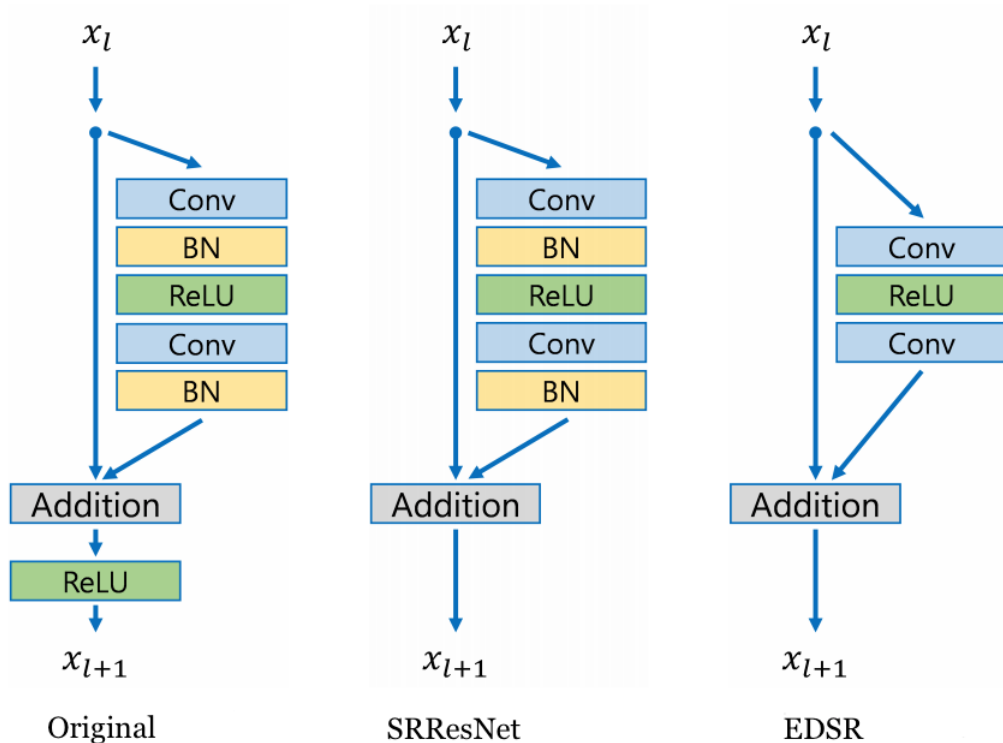 x_l
Conv
BN
ReLU
Conv
BN
Addition
ReLU
x_{l+1}
Original
x_l
Conv
BN
ReLU
Conv
BN
Addition
x_{l+1}
SRResNet
x_l
Conv
ReLU
Conv
Addition
x_{l+1}
EDSR